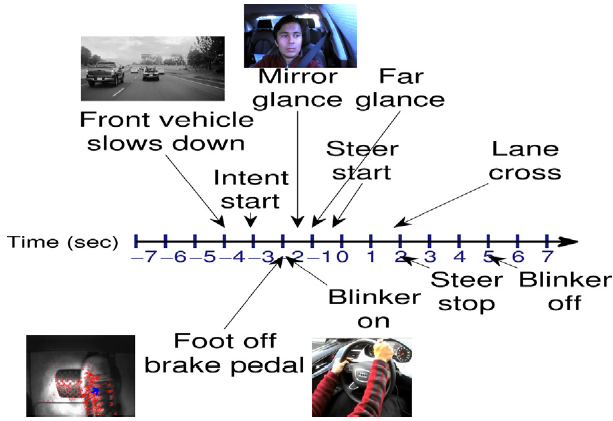 Mirror
glance
Far
glance
Front vehicle
slows down
Steer
start
Lane
cross
Intent
start
Time (sec)
−7 −6 −5 −4 −3 −2 −1 0 1 2 3 4 5 6 7
Steer
stop
Blinker
off
Blinker
on
Foot off
brake pedal